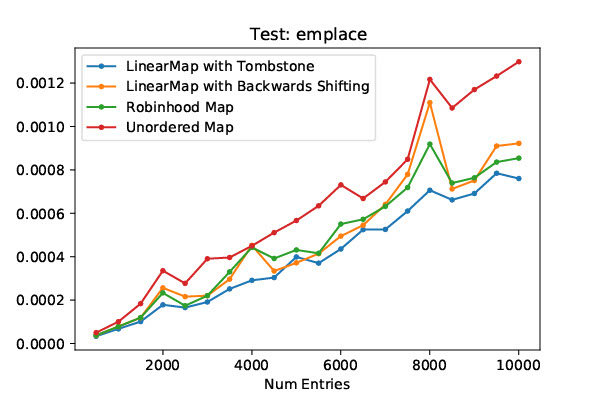 Test: emplace
LinearMap with Tombstone
LinearMap with Backwards Shifting
Robinhood Map
Unordered Map
0.0012
0.0010
0.0008
0.0006
0.0004
0.0002
0.0000
2000 4000 6000 8000 10000
Num Entries